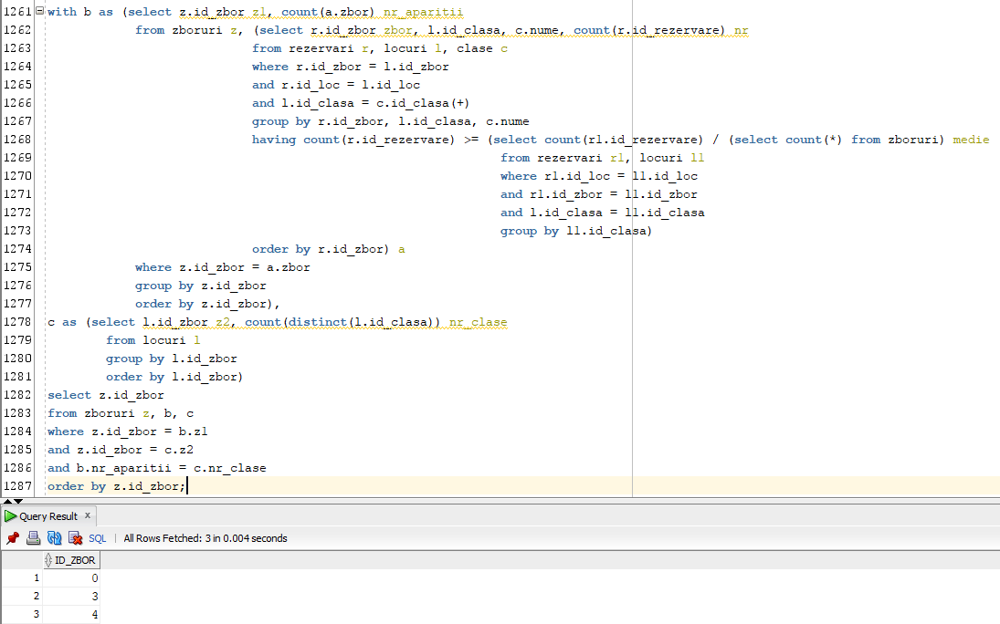 1261 with b as (select z.id_zbor z1, count(a.zbor) nr_aparitii
1262 from zboruri z, (select r.id_zbor zbor, l.id_clasa, c.nume, count(r.id_rezervare) nr
1263 from rezervari r, locuri l, clase c
1264 where r.id_zbor = l.id_zbor
1265 and r.id_loc = l.id_loc
1266 and l.id_clasa = c.id_clasa(+)
1267 group by r.id_zbor, l.id_clasa, c.nume
1268 having count(r.id_rezervare) >= (select count(r1.id_rezervare) / (select count(*) from zboruri) medie
1269 from rezervari r1, locuri l1
1270 where r1.id_loc = l1.id_loc
1271 and r1.id_zbor = l1.id_zbor
1272 and l.id_clasa = l1.id_clasa
1273 group by l1.id_clasa)
1274 order by r.id_zbor) a
1275 where z.id_zbor = a.zbor
1276 group by z.id_zbor
1277 order by z.id_zbor),
1278 c as (select l.id_zbor z2, count(distinct(l.id_clasa)) nr_clase
1279 from locuri l
1280 group by l.id_zbor
1281 order by l.id_zbor)
1282 select z.id_zbor
1283 from zboruri z, b, c
1284 where z.id_zbor = b.z1
1285 and z.id_zbor = c.z2
1286 and b.nr_aparitii = c.nr_clase
1287 order by z.id_zbor;
Query Result x
SQL | All Rows Fetched: 3 in 0.004 seconds
ID_ZBOR
1 0
2 3
3 4